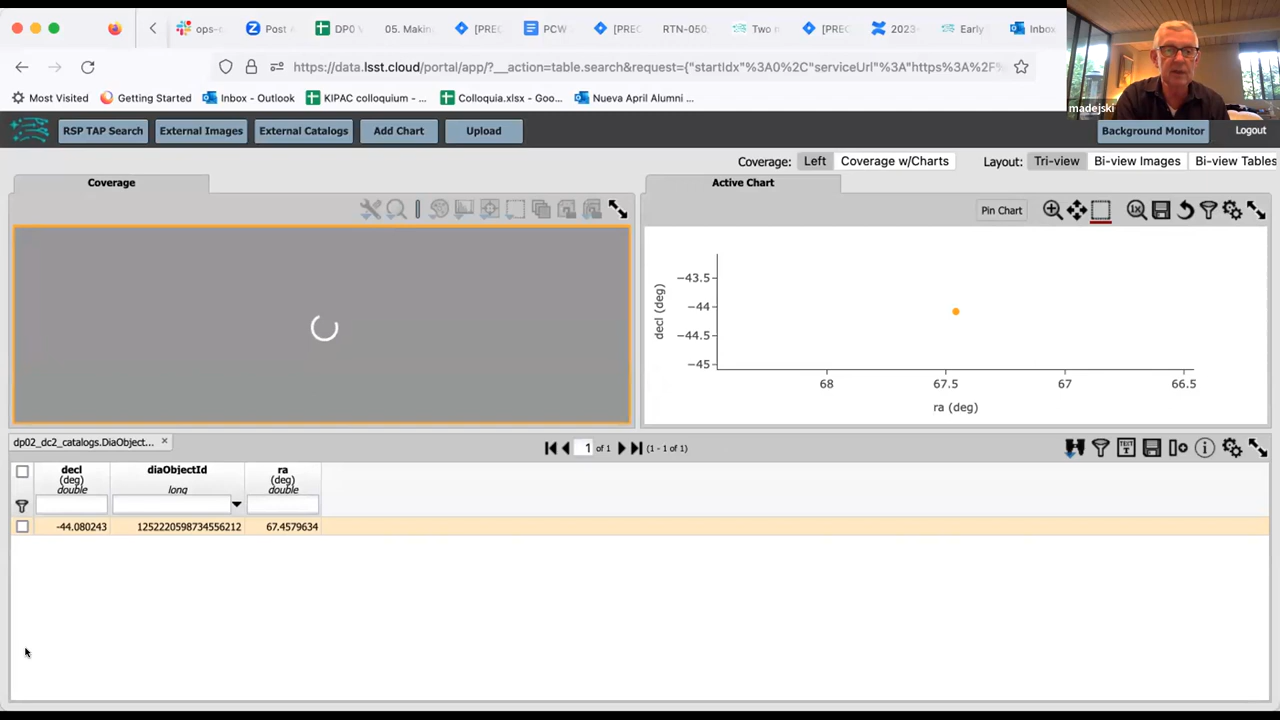 ops-r
Post
DP0
05. Makin
[PREC
PCW
[PREC
RTN-050
Two n
[PREC
2023-
Early
Inbox
https://data.lsst.cloud/portal/app/?__action=table.search&request={"startIdx"%3A0%2C"serviceUrl"%3A"https%3A%2F%
Most Visited
Getting Started
Inbox - Outlook
KIPAC colloquium - ...
Colloquia.xlsx - Goo...
Nueva April Alumni ...
madejski
RSP TAP Search
External Images
External Catalogs
Add Chart
Upload
Background Monitor
Logout
Coverage: Left Coverage w/Charts Layout: Tri-view Bi-view Images Bi-view Tables
Coverage
Active Chart
Pin Chart
1x
decl (deg)
−43.5
−44
−44.5
−45
68 67.5 67 66.5
ra (deg)
dp02_dc2_catalogs.DiaObject... ×
1 of 1 (1 - 1 of 1)
TEXT
decl diaObjectId ra
(deg) (deg)
double long double
-44.080243 1252220598734556212 67.4579634